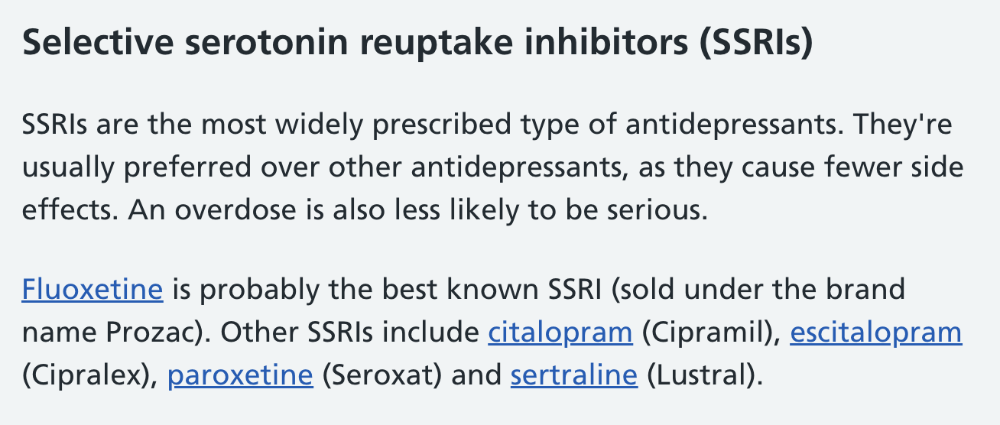 Selective serotonin reuptake inhibitors (SSRIs)
SSRIs are the most widely prescribed type of antidepressants. They're
usually preferred over other antidepressants, as they cause fewer side
effects. An overdose is also less likely to be serious.
Fluoxetine is probably the best known SSRI (sold under the brand
name Prozac). Other SSRIs include citalopram (Cipramil), escitalopram
(Cipralex), paroxetine (Seroxat) and sertraline (Lustral).